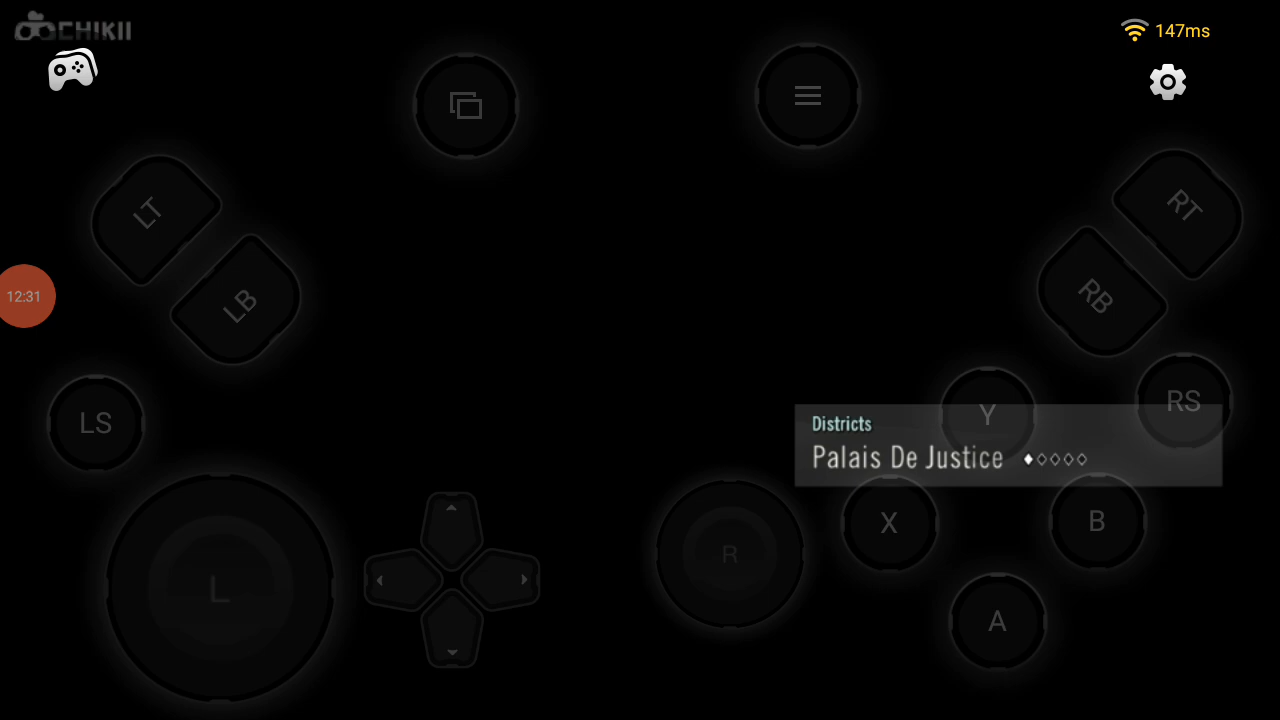 CHIKII
147ms
LT
RT
LB
RB
12:31
LS
Y
RS
Districts
Palais De Justice
X
B
L
R
A